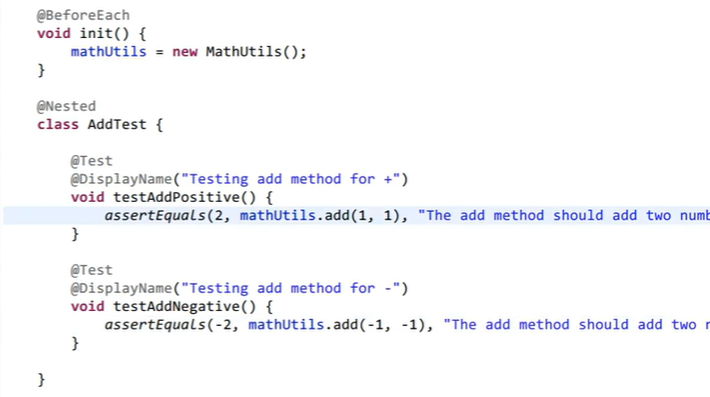 @BeforeEach
void init() {
mathUtils = new MathUtils();
}
@Nested
class AddTest {
@Test
@DisplayName("Testing add method for +")
void testAddPositive() {
assertEquals(2, mathUtils.add(1, 1), "The add method should add two
}
@Test
@DisplayName("Testing add method for -")
void testAddNegative() {
assertEquals(-2, mathUtils.add(-1, -1), "The add method should add two
}
}